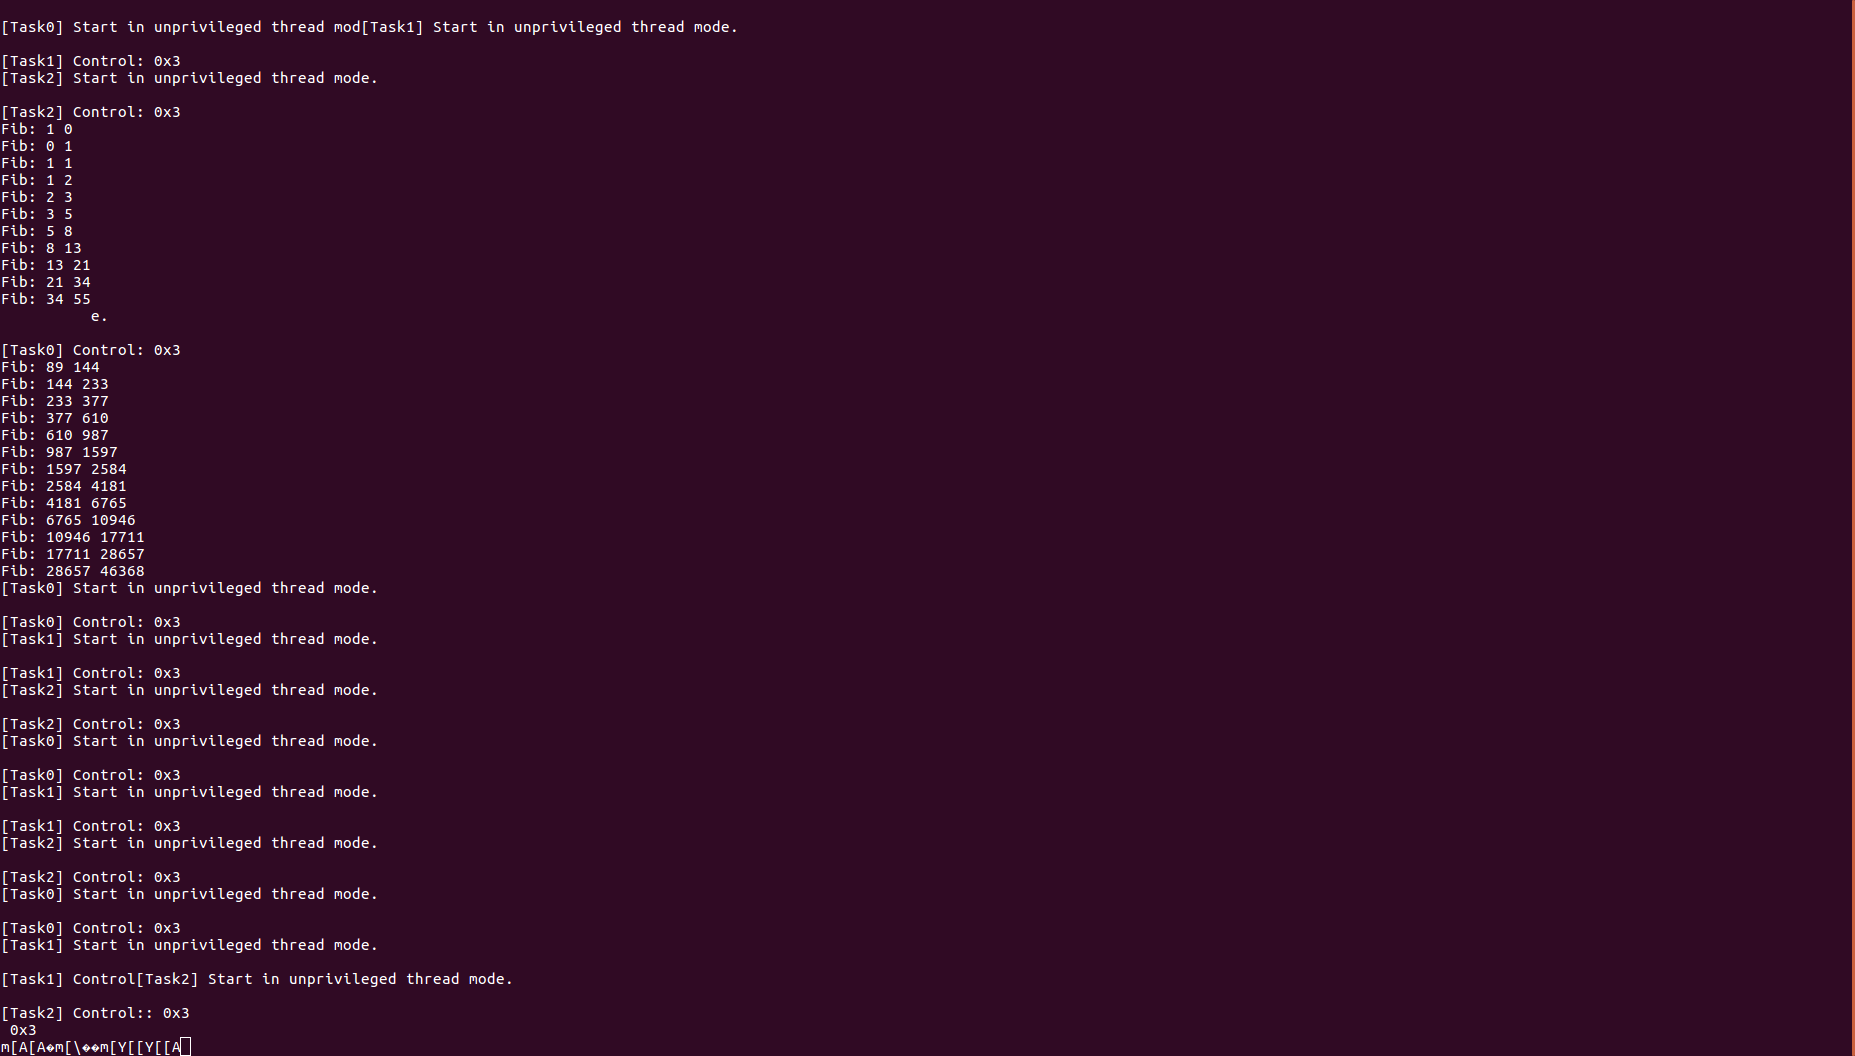 [Task0] Start in unprivileged thread mod[Task1] Start in unprivileged thread mode.
[Task1] Control: 0x3
[Task2] Start in unprivileged thread mode.
[Task2] Control: 0x3
Fib: 1 0
Fib: 0 1
Fib: 1 1
Fib: 1 2
Fib: 2 3
Fib: 3 5
Fib: 5 8
Fib: 8 13
Fib: 13 21
Fib: 21 34
Fib: 34 55
e.
[Task0] Control: 0x3
Fib: 89 144
Fib: 144 233
Fib: 233 377
Fib: 377 610
Fib: 610 987
Fib: 987 1597
Fib: 1597 2584
Fib: 2584 4181
Fib: 4181 6765
Fib: 6765 10946
Fib: 10946 17711
Fib: 17711 28657
Fib: 28657 46368
[Task0] Start in unprivileged thread mode.
[Task0] Control: 0x3
[Task1] Start in unprivileged thread mode.
[Task1] Control: 0x3
[Task2] Start in unprivileged thread mode.
[Task2] Control: 0x3
[Task0] Start in unprivileged thread mode.
[Task0] Control: 0x3
[Task1] Start in unprivileged thread mode.
[Task1] Control: 0x3
[Task2] Start in unprivileged thread mode.
[Task2] Control: 0x3
[Task0] Start in unprivileged thread mode.
[Task0] Control: 0x3
[Task1] Start in unprivileged thread mode.
[Task1] Control[Task2] Start in unprivileged thread mode.
[Task2] Control:: 0x3
0x3
m[A[A�m[\��m[Y[[Y[[A